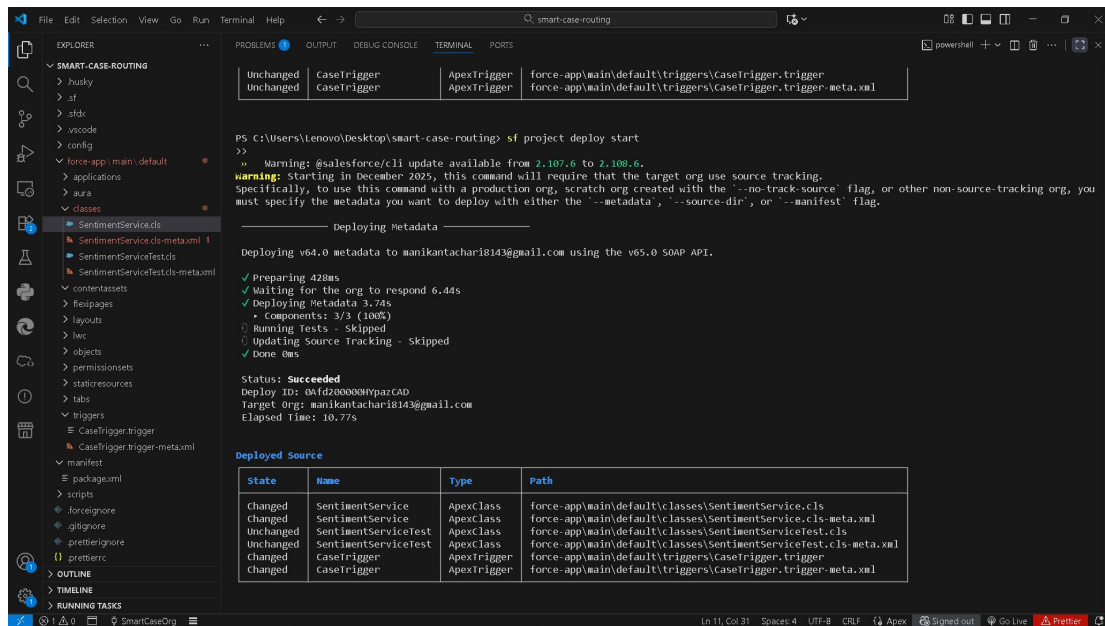 File Edit Selection View Go Run Terminal Help
smart-case-routing
EXPLORER
SMART-CASE-ROUTING
.husky
.sf
.sfdx
.vscode
config
force-app \ main \ default
applications
aura
classes
SentimentService.cls
SentimentService.cls-meta.xml 1
SentimentServiceTest.cls
SentimentServiceTest.cls-meta.xml
contentassets
flexipages
layouts
lwc
objects
permissionsets
staticresources
tabs
triggers
CaseTrigger.trigger
CaseTrigger.trigger-meta.xml
manifest
package.xml
scripts
.forceignore
.gitignore
.prettierignore
{} .prettierrc
OUTLINE
TIMELINE
RUNNING TASKS
PROBLEMS 1 OUTPUT DEBUG CONSOLE TERMINAL PORTS
powershell
Unchanged CaseTrigger ApexTrigger force-app\main\default\triggers\CaseTrigger.trigger
Unchanged CaseTrigger ApexTrigger force-app\main\default\triggers\CaseTrigger.trigger-meta.xml
PS C:\Users\Lenovo\Desktop\smart-case-routing> sf project deploy start
>>
» Warning: @salesforce/cli update available from 2.107.6 to 2.108.6.
Warning: Starting in December 2025, this command will require that the target org use source tracking.
Specifically, to use this command with a production org, scratch org created with the `--no-track-source` flag, or other non-source-tracking org, you
must specify the metadata you want to deploy with either the `--metadata`, `--source-dir`, or `--manifest` flag.
Deploying Metadata
Deploying v64.0 metadata to manikantachari8143@gmail.com using the v65.0 SOAP API.
✓ Preparing 428ms
✓ Waiting for the org to respond 6.44s
✓ Deploying Metadata 3.74s
▸ Components: 3/3 (100%)
Running Tests - Skipped
Updating Source Tracking - Skipped
✓ Done 0ms
Status: Succeeded
Deploy ID: 0Afd200000HYpazCAD
Target Org: manikantachari8143@gmail.com
Elapsed Time: 10.77s
Deployed Source
State Name Type Path
Changed SentimentService ApexClass force-app\main\default\classes\SentimentService.cls
Changed SentimentService ApexClass force-app\main\default\classes\SentimentService.cls-meta.xml
Unchanged SentimentServiceTest ApexClass force-app\main\default\classes\SentimentServiceTest.cls
Unchanged SentimentServiceTest ApexClass force-app\main\default\classes\SentimentServiceTest.cls-meta.xml
Changed CaseTrigger ApexTrigger force-app\main\default\triggers\CaseTrigger.trigger
Changed CaseTrigger ApexTrigger force-app\main\default\triggers\CaseTrigger.trigger-meta.xml
1 0 SmartCaseOrg
Ln 11, Col 31 Spaces: 4 UTF-8 CRLF Apex Signed out Go Live Prettier